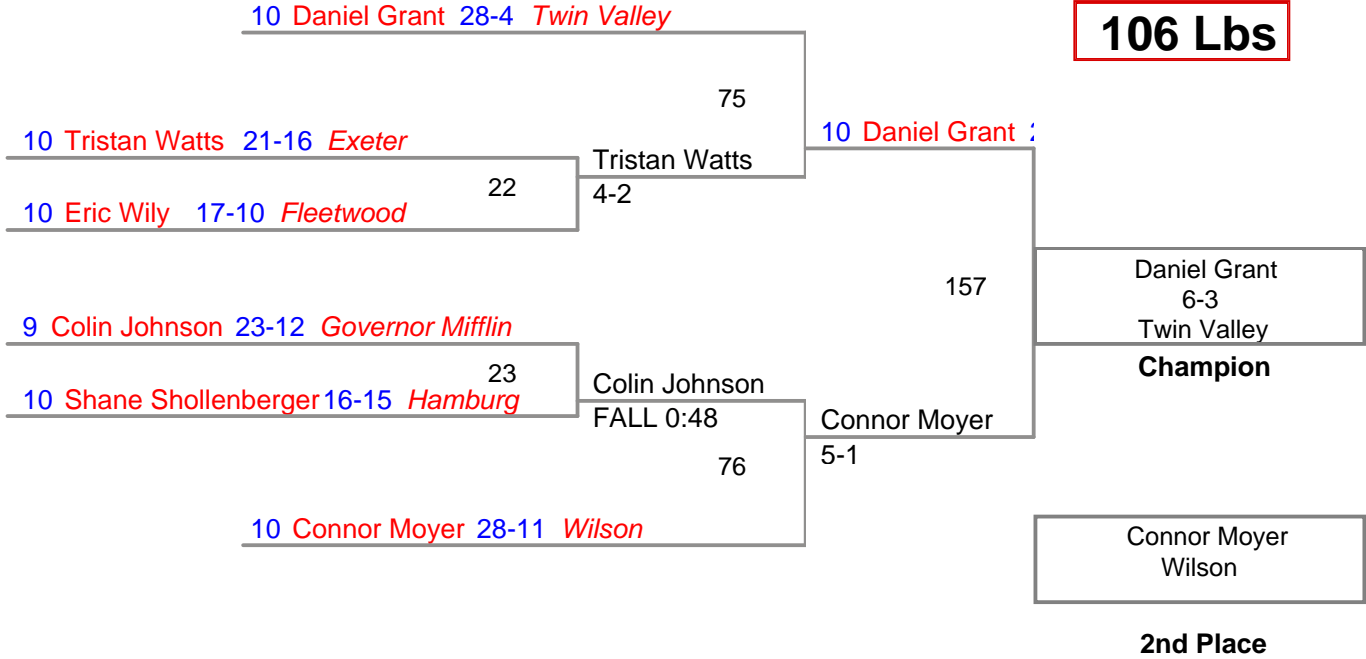 10 Daniel Grant 28-4 Twin Valley
106 Lbs
75
10 Tristan Watts 21-16 Exeter
10 Daniel Grant
Tristan Watts
22
4-2
10 Eric Wily 17-10 Fleetwood
Daniel Grant
157
6-3
Twin Valley
9 Colin Johnson 23-12 Governor Mifflin
Champion
23
Colin Johnson
10 Shane Shollenberger 16-15 Hamburg
FALL 0:48
Connor Moyer
5-1
76
10 Connor Moyer 28-11 Wilson
Connor Moyer
Wilson
2nd Place